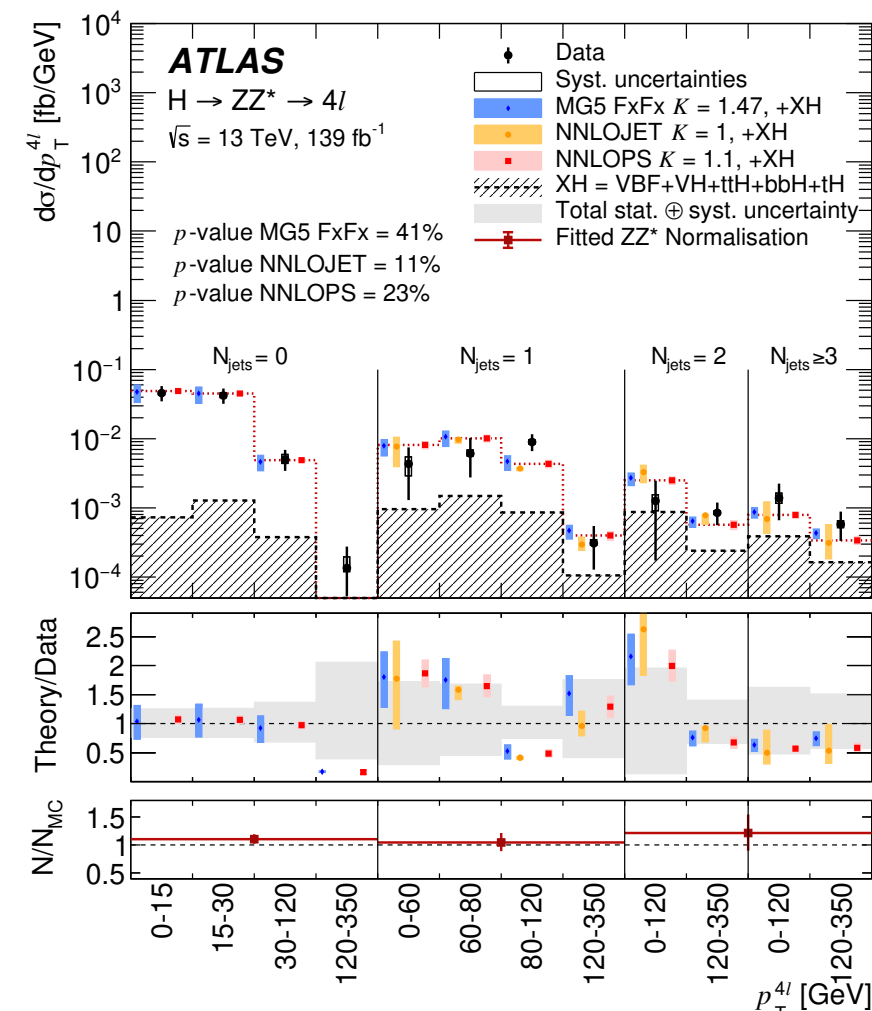 dσ/dp_T^{4l} [fb/GeV]
10⁴
10³
10²
10
1
10⁻¹
10⁻²
10⁻³
10⁻⁴
ATLAS
H → ZZ* → 4l
√s = 13 TeV, 139 fb⁻¹
p-value MG5 FxFx = 41%
p-value NNLOJET = 11%
p-value NNLOPS = 23%
Data
Syst. uncertainties
MG5 FxFx K = 1.47, +XH
NNLOJET K = 1, +XH
NNLOPS K = 1.1, +XH
XH = VBF+VH+ttH+bbH+tH
Total stat. ⊕ syst. uncertainty
Fitted ZZ* Normalisation
N_jets = 0
N_jets = 1
N_jets = 2
N_jets ≥3
Theory/Data
2.5
2
1.5
1
0.5
N/N_MC
1.5
1
0.5
0-15
15-30
30-120
120-350
0-60
60-80
80-120
120-350
0-120
120-350
0-120
120-350
p_T^{4l} [GeV]